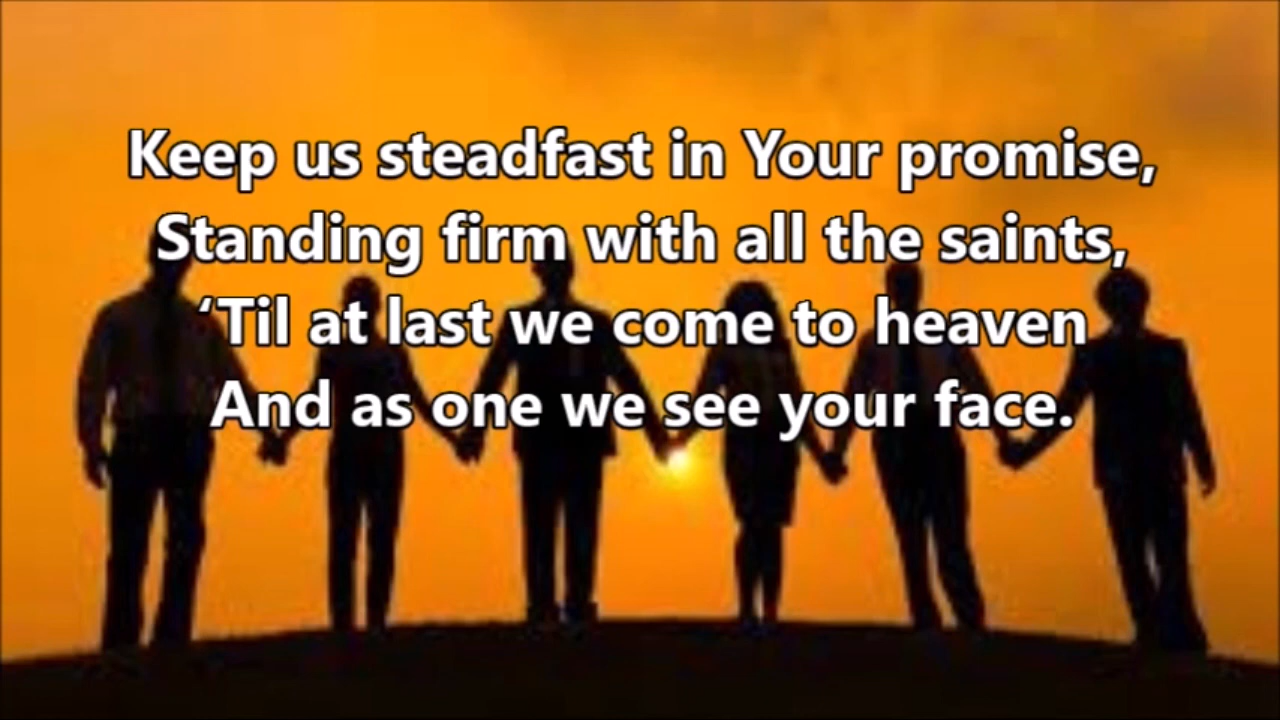 Keep us steadfast in Your promise,
Standing firm with all the saints,
‘Til at last we come to heaven
And as one we see your face.